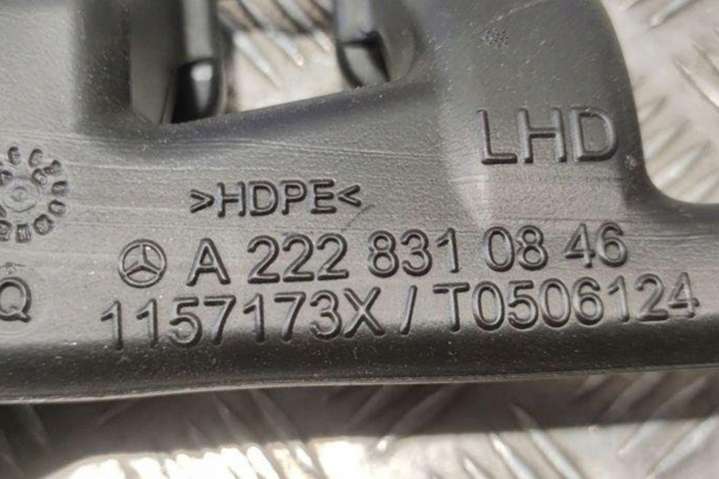 LHD
>HDPE<
A 222 831 08 46
Q
1157173X / T0506124